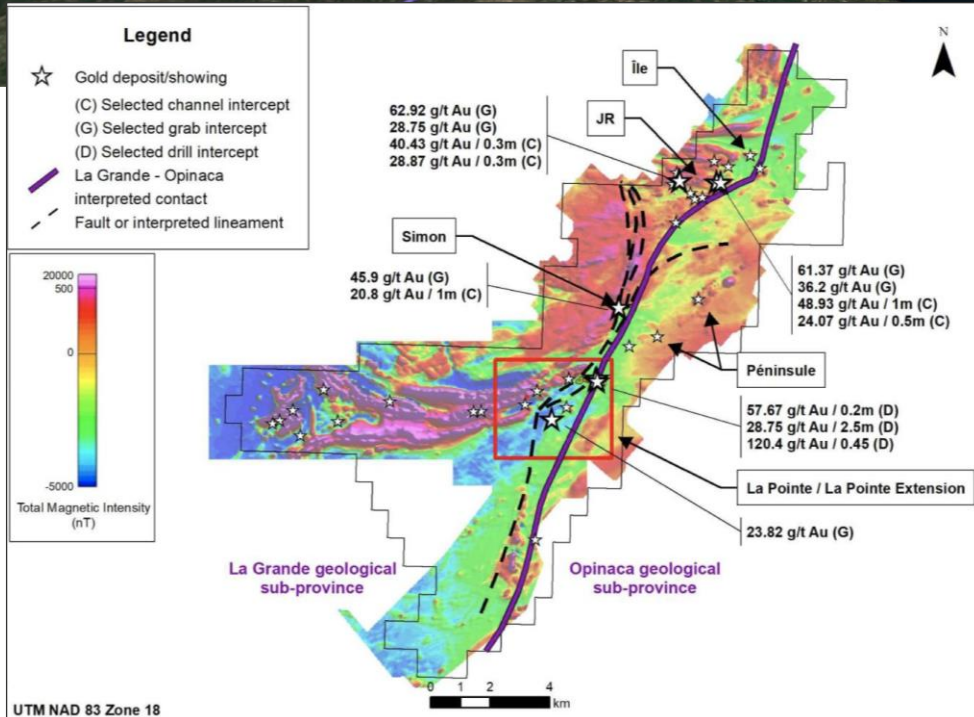 Legend
Gold deposit/showing
(C) Selected channel intercept
(G) Selected grab intercept
(D) Selected drill intercept
La Grande - Opinaca
interpreted contact
Fault or interpreted lineament
20000
500
0
-5000
Total Magnetic Intensity
(nT)
N
Île
JR
62.92 g/t Au (G)
28.75 g/t Au (G)
40.43 g/t Au / 0.3m (C)
28.87 g/t Au / 0.3m (C)
Simon
45.9 g/t Au (G)
20.8 g/t Au / 1m (C)
61.37 g/t Au (G)
36.2 g/t Au (G)
48.93 g/t Au / 1m (C)
24.07 g/t Au / 0.5m (C)
Péninsule
57.67 g/t Au / 0.2m (D)
28.75 g/t Au / 2.5m (D)
120.4 g/t Au / 0.45 (D)
La Pointe / La Pointe Extension
23.82 g/t Au (G)
La Grande geological
sub-province
Opinaca geological
sub-province
0 1 2 4
km
UTM NAD 83 Zone 18